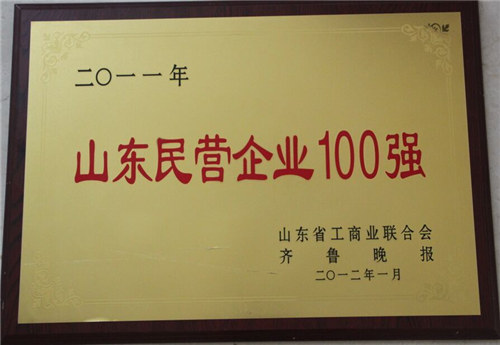 二〇一一年
山东民营企业100强
山东省工商业联合会
齐鲁晚报
二〇一二年一月